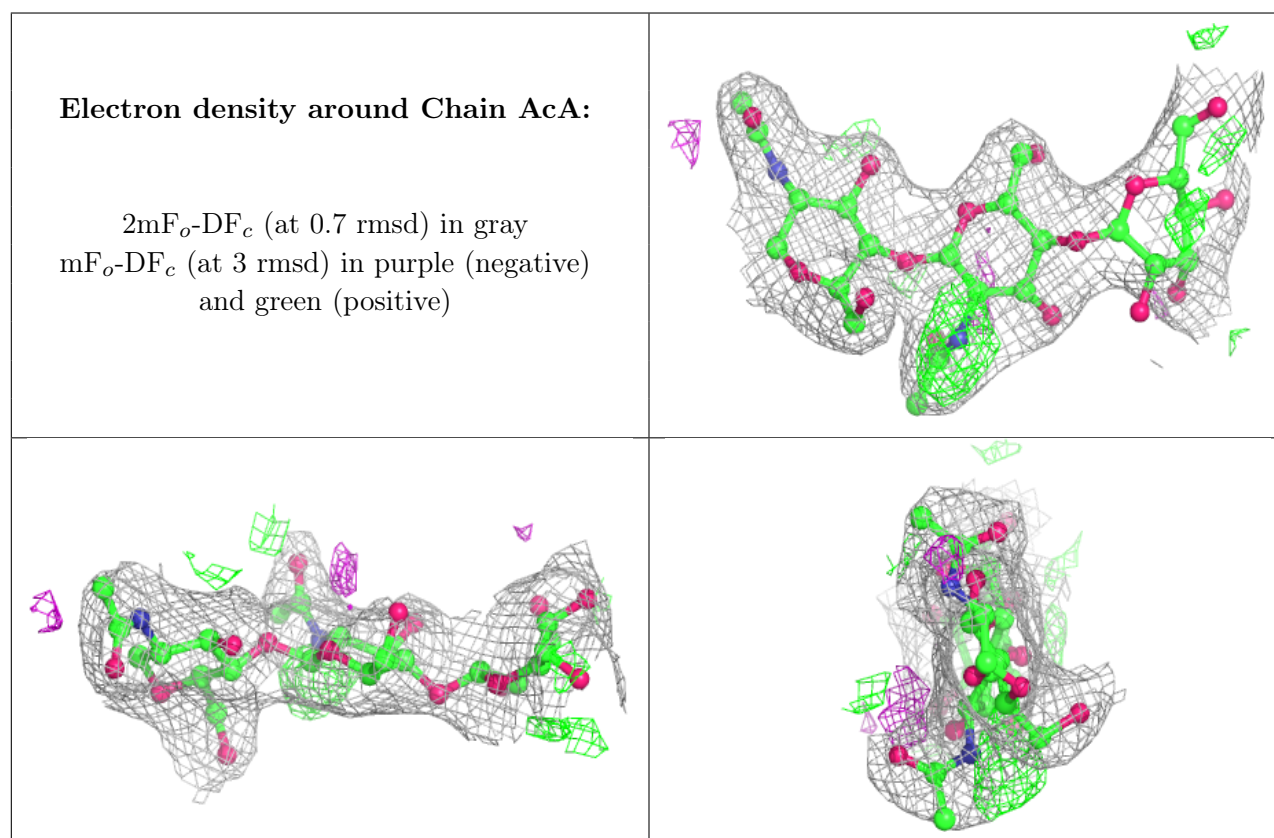 Electron density around Chain AcA:
2mFo-DFc (at 0.7 rmsd) in gray
mFo-DFc (at 3 rmsd) in purple (negative)
and green (positive)